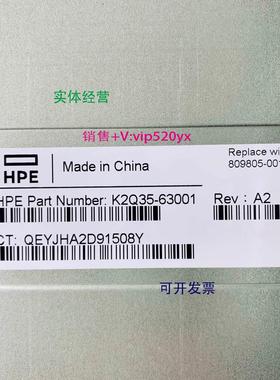 实体经营
销售+V:vip520yx
HPE
Made in China
Replace wi
809805-001
HPE Part Number: K2Q35-63001
Rev : A2
CT: QEYJHA2D91508Y
可开发票